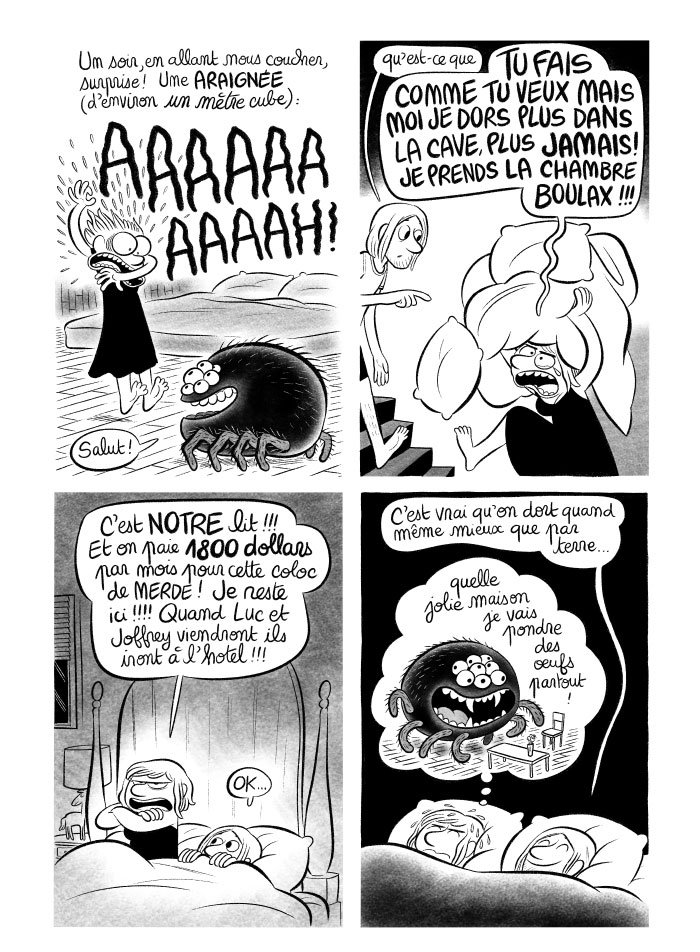 Un soir, en allant nous coucher,
surprise! Une ARAIGNÉE
(d'environ un mètre cube):
AAAAAA
AAAAH!
Salut!
qu'est-ce que
TU FAIS
COMME TU VEUX MAIS
MOI JE DORS PLUS DANS
LA CAVE, PLUS JAMAIS!
JE PRENDS LA CHAMBRE
BOULAX !!!
C'est NOTRE lit !!!
Et on paie 1800 dollars
par mois pour cette coloc
de MERDE! Je reste
ici !!!! Quand Luc et
Joffrey viendront ils
iront à l'hotel !!!
OK...
C'est vrai qu'on dort quand
même mieux que par
terre...
quelle
jolie maison
je vais
pondre
des
œufs
partout
!